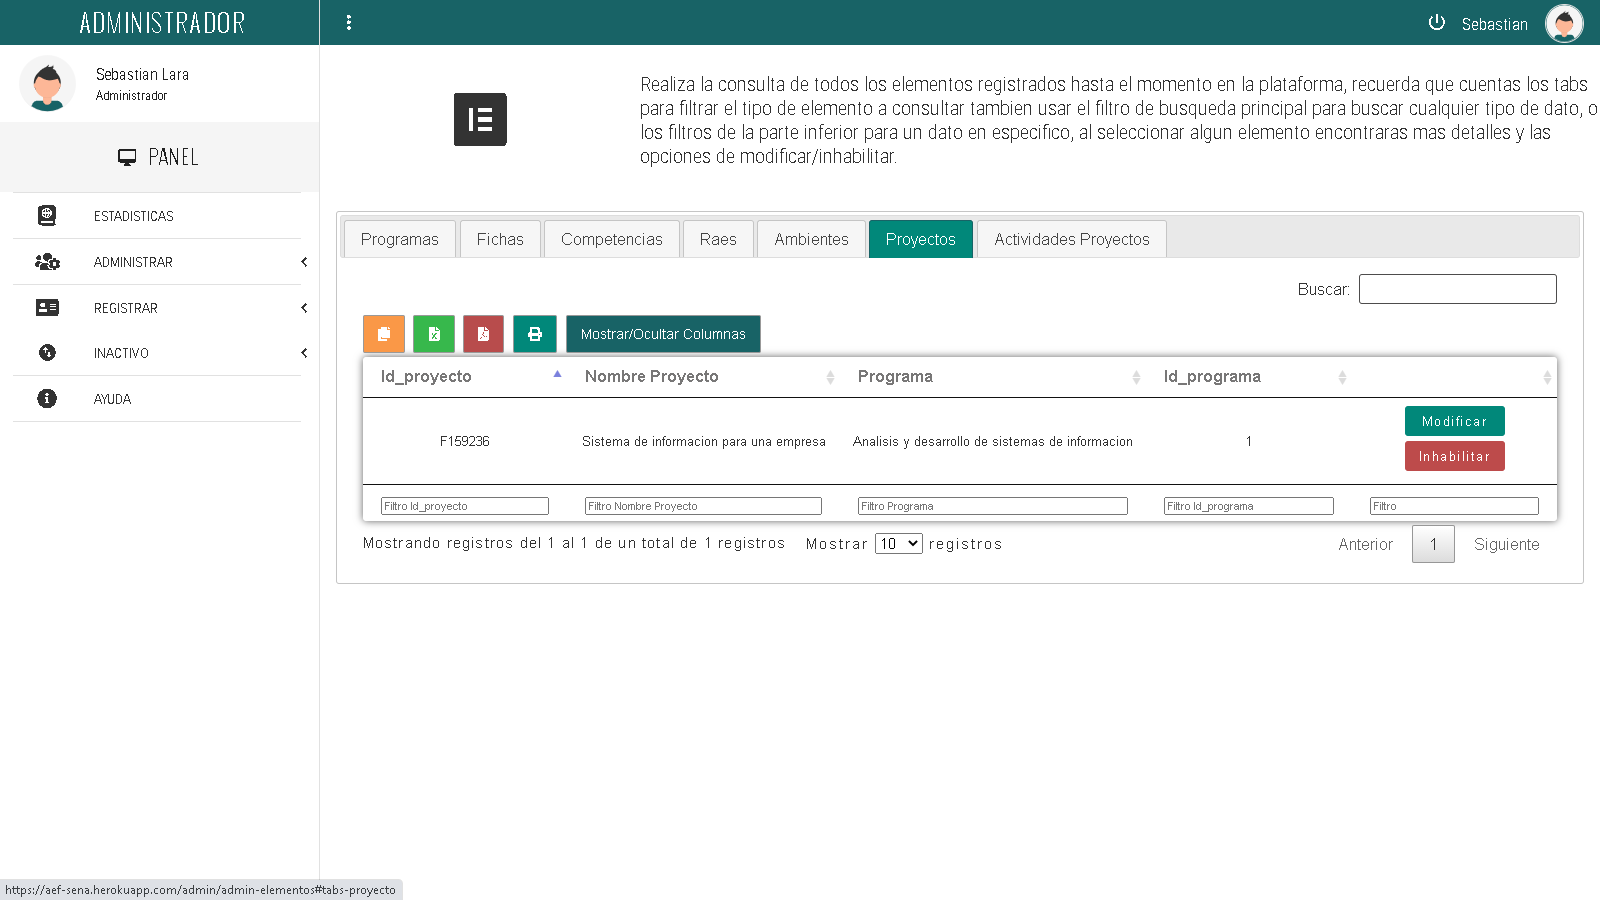 ADMINISTRADOR
Sebastian
Sebastian Lara
Administrador
PANEL
ESTADISTICAS
ADMINISTRAR
REGISTRAR
INACTIVO
AYUDA
Realiza la consulta de todos los elementos registrados hasta el momento en la plataforma, recuerda que cuentas los tabs
para filtrar el tipo de elemento a consultar tambien usar el filtro de busqueda principal para buscar cualquier tipo de dato, o
los filtros de la parte inferior para un dato en especifico, al seleccionar algun elemento encontraras mas detalles y las
opciones de modificar/inhabilitar.
Programas Fichas Competencias Raes Ambientes Proyectos Actividades Proyectos
Buscar:
Mostrar/Ocultar Columnas
Id_proyecto Nombre Proyecto Programa Id_programa
F159236 Sistema de informacion para una empresa Analisis y desarrollo de sistemas de informacion 1
Modificar
Inhabilitar
Filtro Id_proyecto Filtro Nombre Proyecto Filtro Programa Filtro Id_programa Filtro
Mostrando registros del 1 al 1 de un total de 1 registros Mostrar 10 registros Anterior 1 Siguiente
https://aef-sena.herokuapp.com/admin/admin-elementos#tabs-proyecto